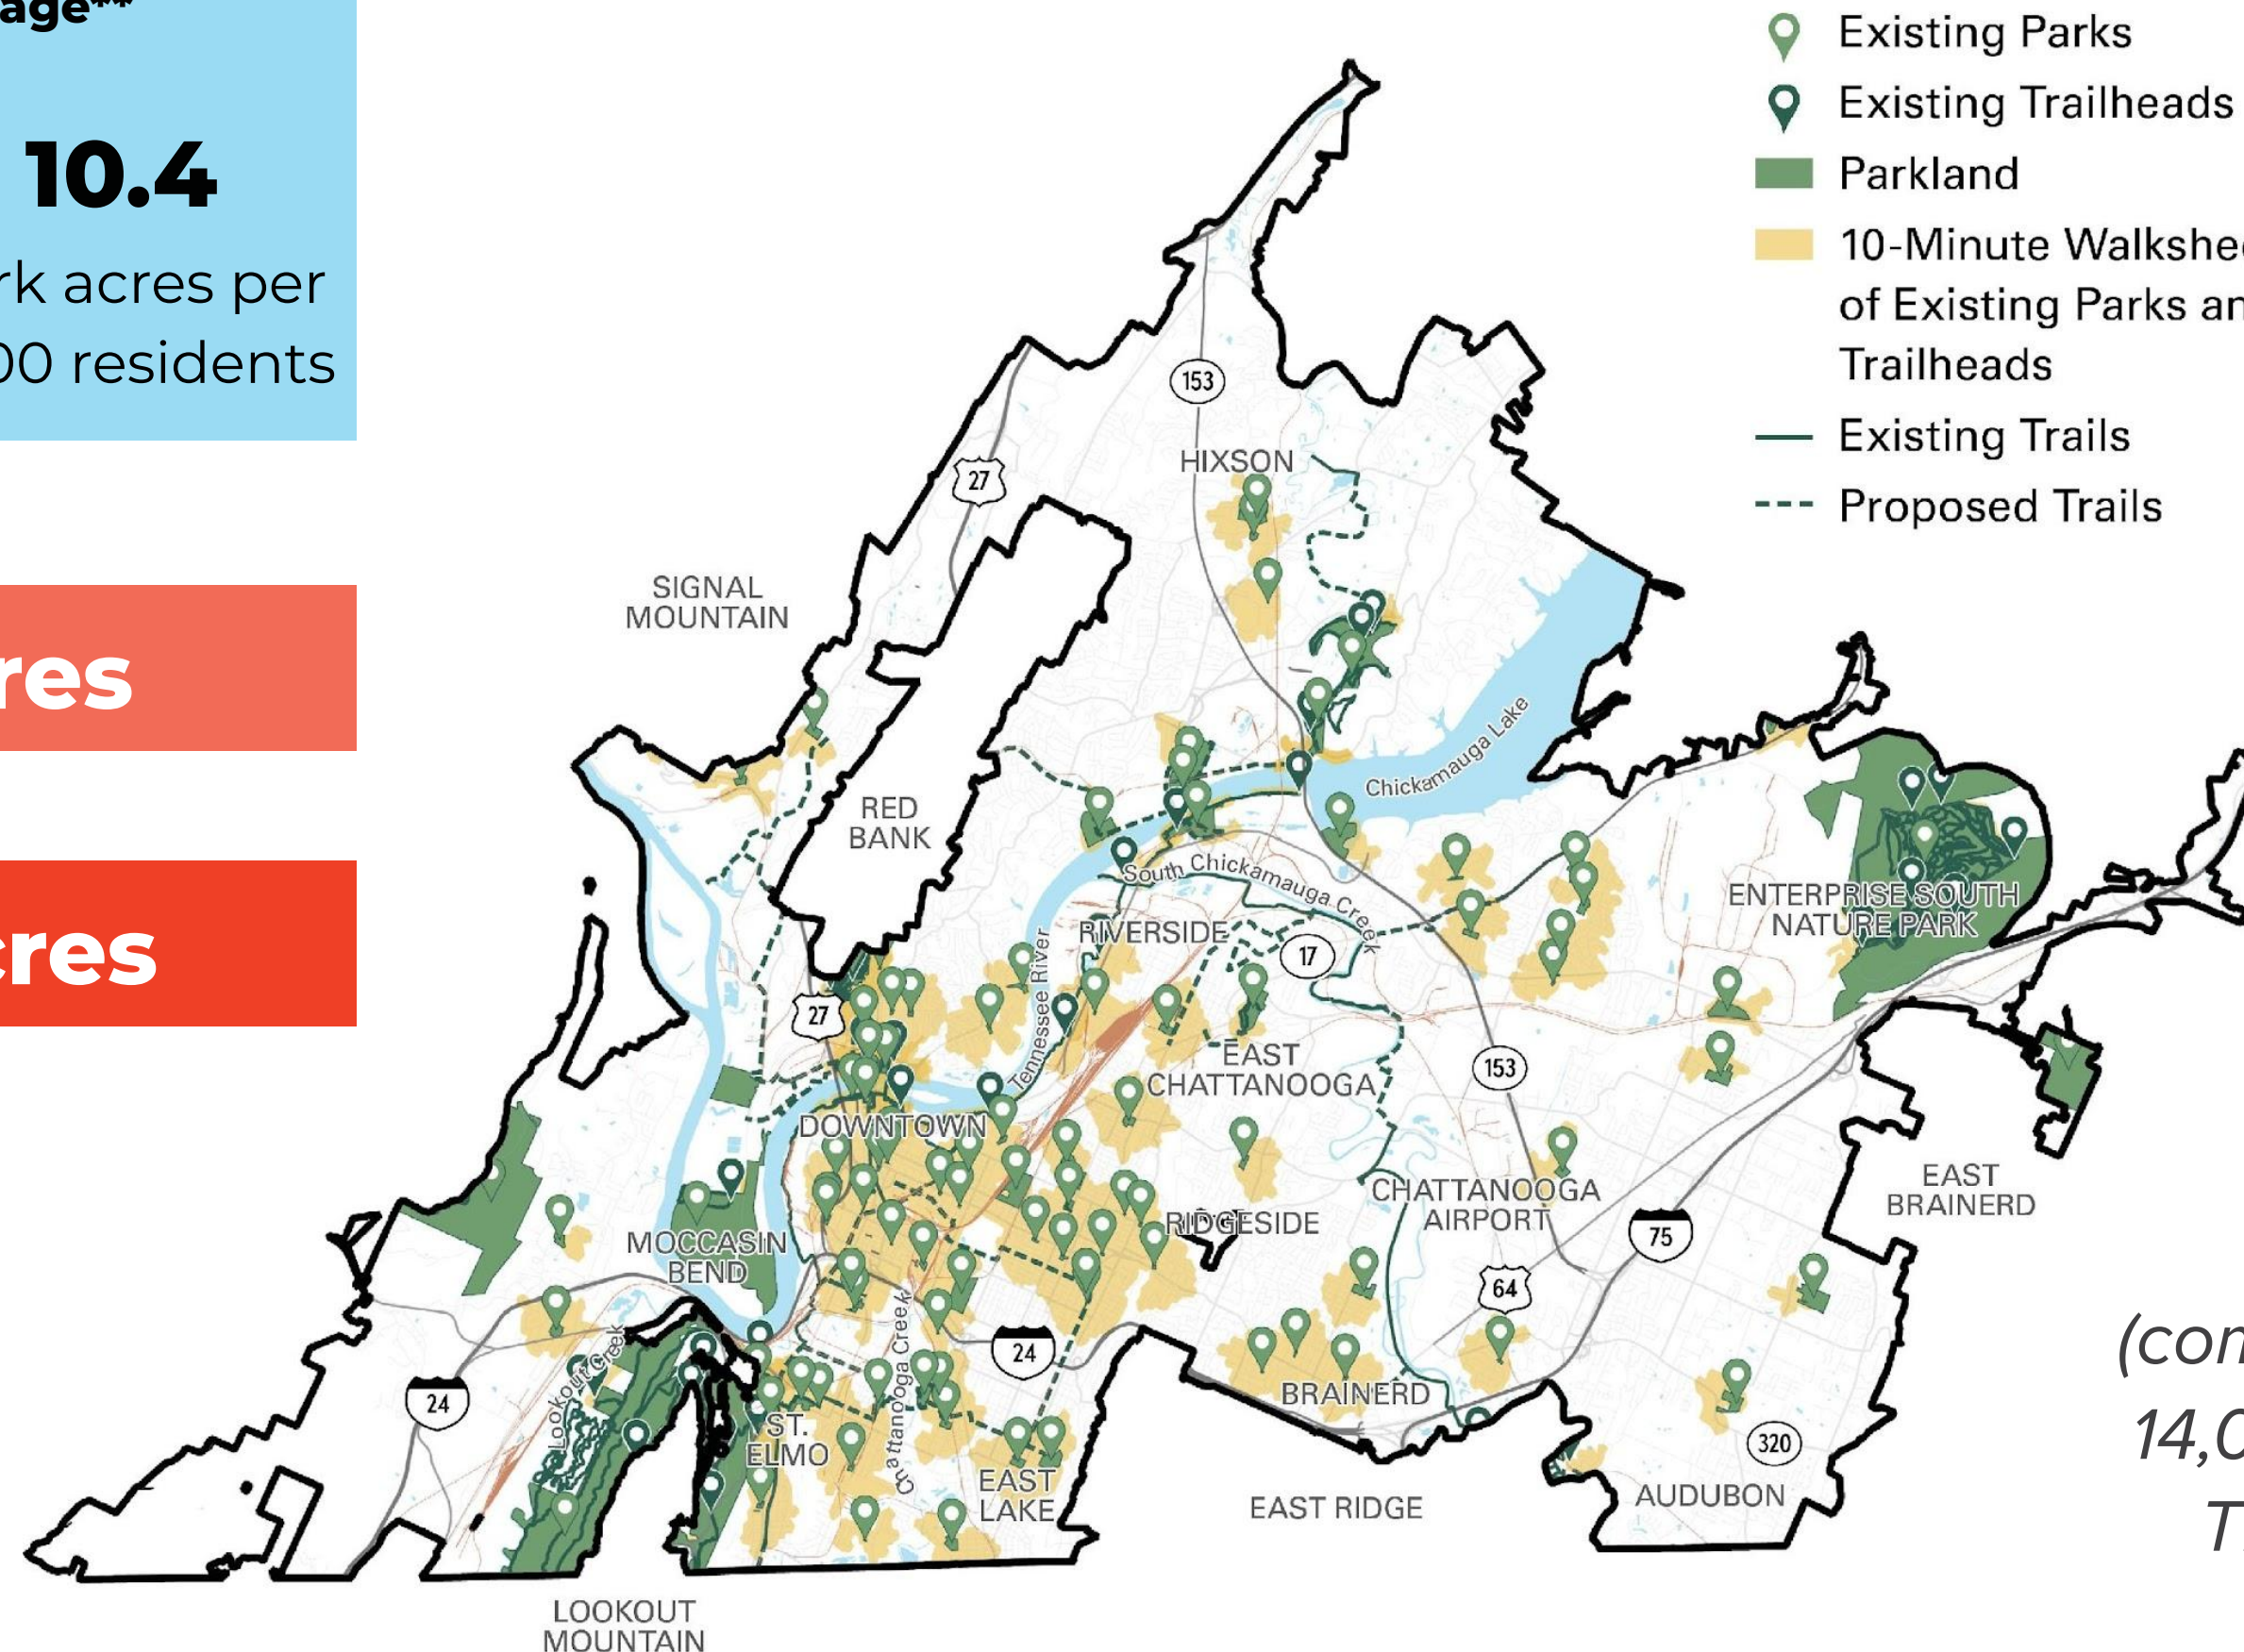 age**
10.4
rk acres per
00 residents
res
cres
Existing Parks
Existing Trailheads
Parkland
10-Minute Walkshe
of Existing Parks an
Trailheads
Existing Trails
Proposed Trails
153
HIXSON
27
SIGNAL
MOUNTAIN
RED
BANK
Chickamauga Lake
South Chickamauga Creek
RIVERSIDE
17
ENTERPRISE SOUTH
NATURE PARK
27
Tennessee River
EAST
CHATTANOOGA
153
DOWNTOWN
CHATTANOOGA
AIRPORT
EAST
BRAINERD
RIDGESIDE
75
MOCCASIN
BEND
64
24
Lookout Creek
Chattanooga Creek
24
BRAINERD
ST.
ELMO
320
EAST
LAKE
EAST RIDGE
AUDUBON
LOOKOUT
MOUNTAIN
(con
14,0
T